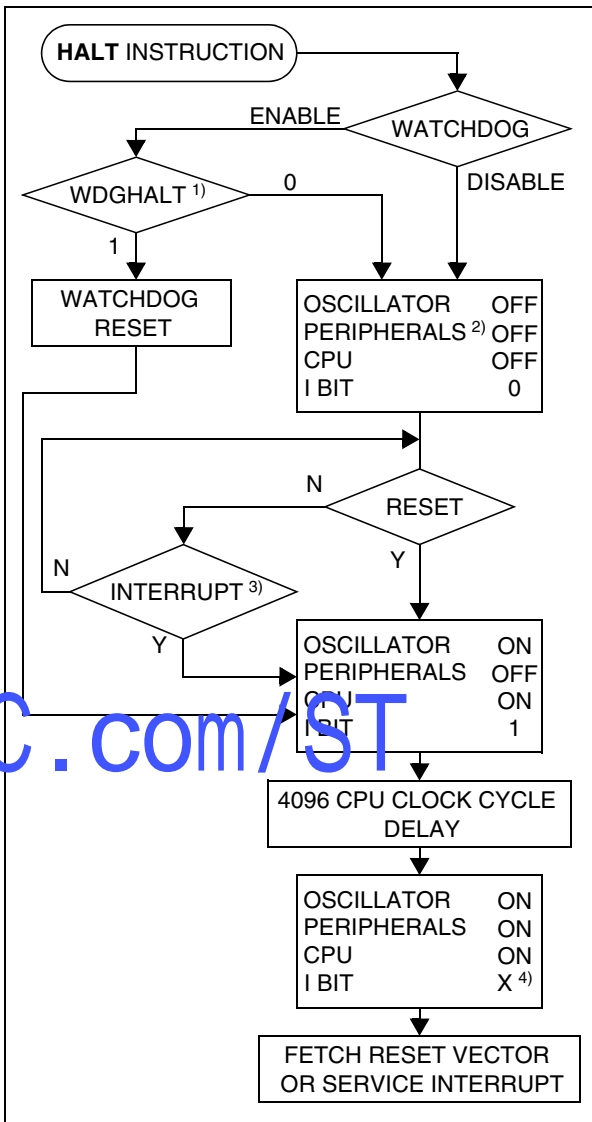 HALT INSTRUCTION
ENABLE
WATCHDOG
WDGHALT 1)
0
DISABLE
1
WATCHDOG
RESET
OSCILLATOR OFF
PERIPHERALS 2) OFF
CPU OFF
I BIT 0
N
RESET
Y
N
INTERRUPT 3)
Y
OSCILLATOR ON
PERIPHERALS OFF
CPU ON
I BIT 1
C.com/ST
4096 CPU CLOCK CYCLE
DELAY
OSCILLATOR ON
PERIPHERALS ON
CPU ON
I BIT X 4)
FETCH RESET VECTOR
OR SERVICE INTERRUPT